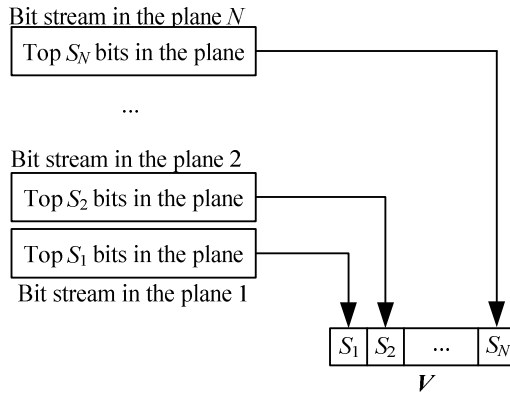 Bit stream in the plane N
Top S_N bits in the plane
...
Bit stream in the plane 2
Top S_2 bits in the plane
Top S_1 bits in the plane
Bit stream in the plane 1
S_1 S_2 ... S_N
V